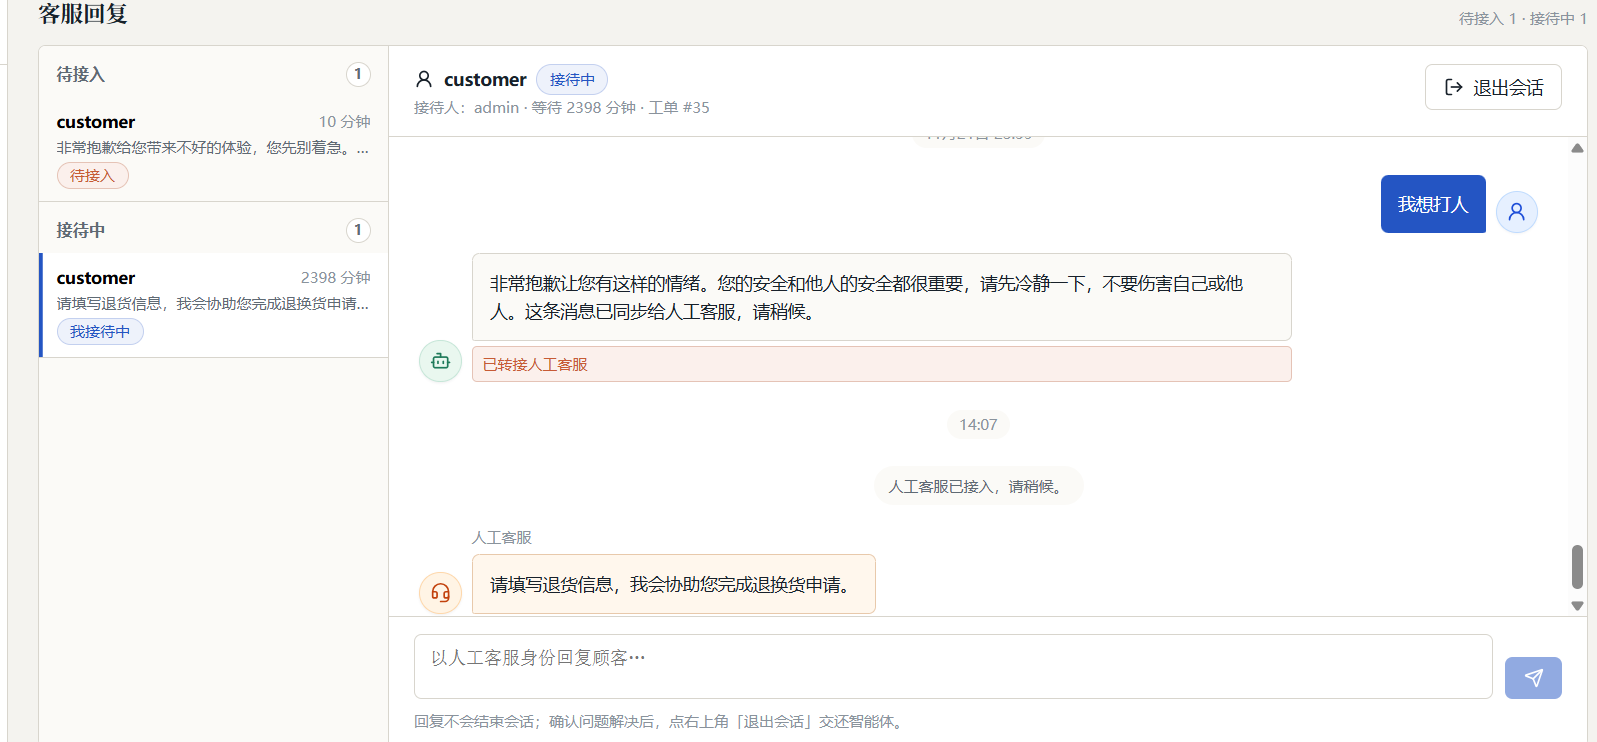 客服回复
待接入 1 · 接待中 1
待接入 1
customer 10 分钟
非常抱歉给您带来不好的体验，您先别着急。...
待接入
接待中 1
customer 2398 分钟
请填写退货信息，我会协助您完成退换货申请...
我接待中
customer 接待中
接待人：admin · 等待 2398 分钟 · 工单 #35
退出会话
我想打人
非常抱歉让您有这样的情绪。您的安全和他人的安全都很重要，请先冷静一下，不要伤害自己或他
人。这条消息已同步给人工客服，请稍候。
已转接人工客服
14:07
人工客服已接入，请稍候。
人工客服
请填写退货信息，我会协助您完成退换货申请。
以人工客服身份回复顾客…
回复不会结束会话；确认问题解决后，点右上角「退出会话」交还智能体。